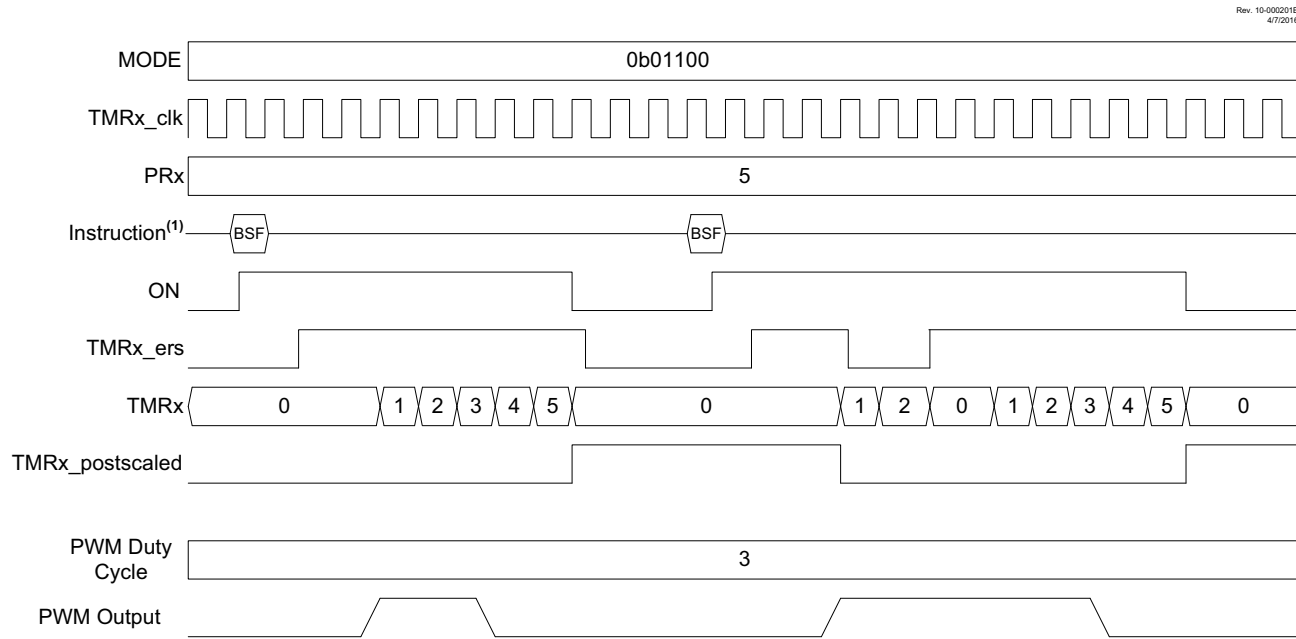 Rev. 10-000201B
4/7/2016
MODE 0b01100
TMRx_clk
PRx 5
Instruction(1) BSF BSF
ON
TMRx_ers
TMRx 0 1 2 3 4 5 0 1 2 0 1 2 3 4 5 0
TMRx_postscaled
PWM Duty
Cycle 3
PWM Output